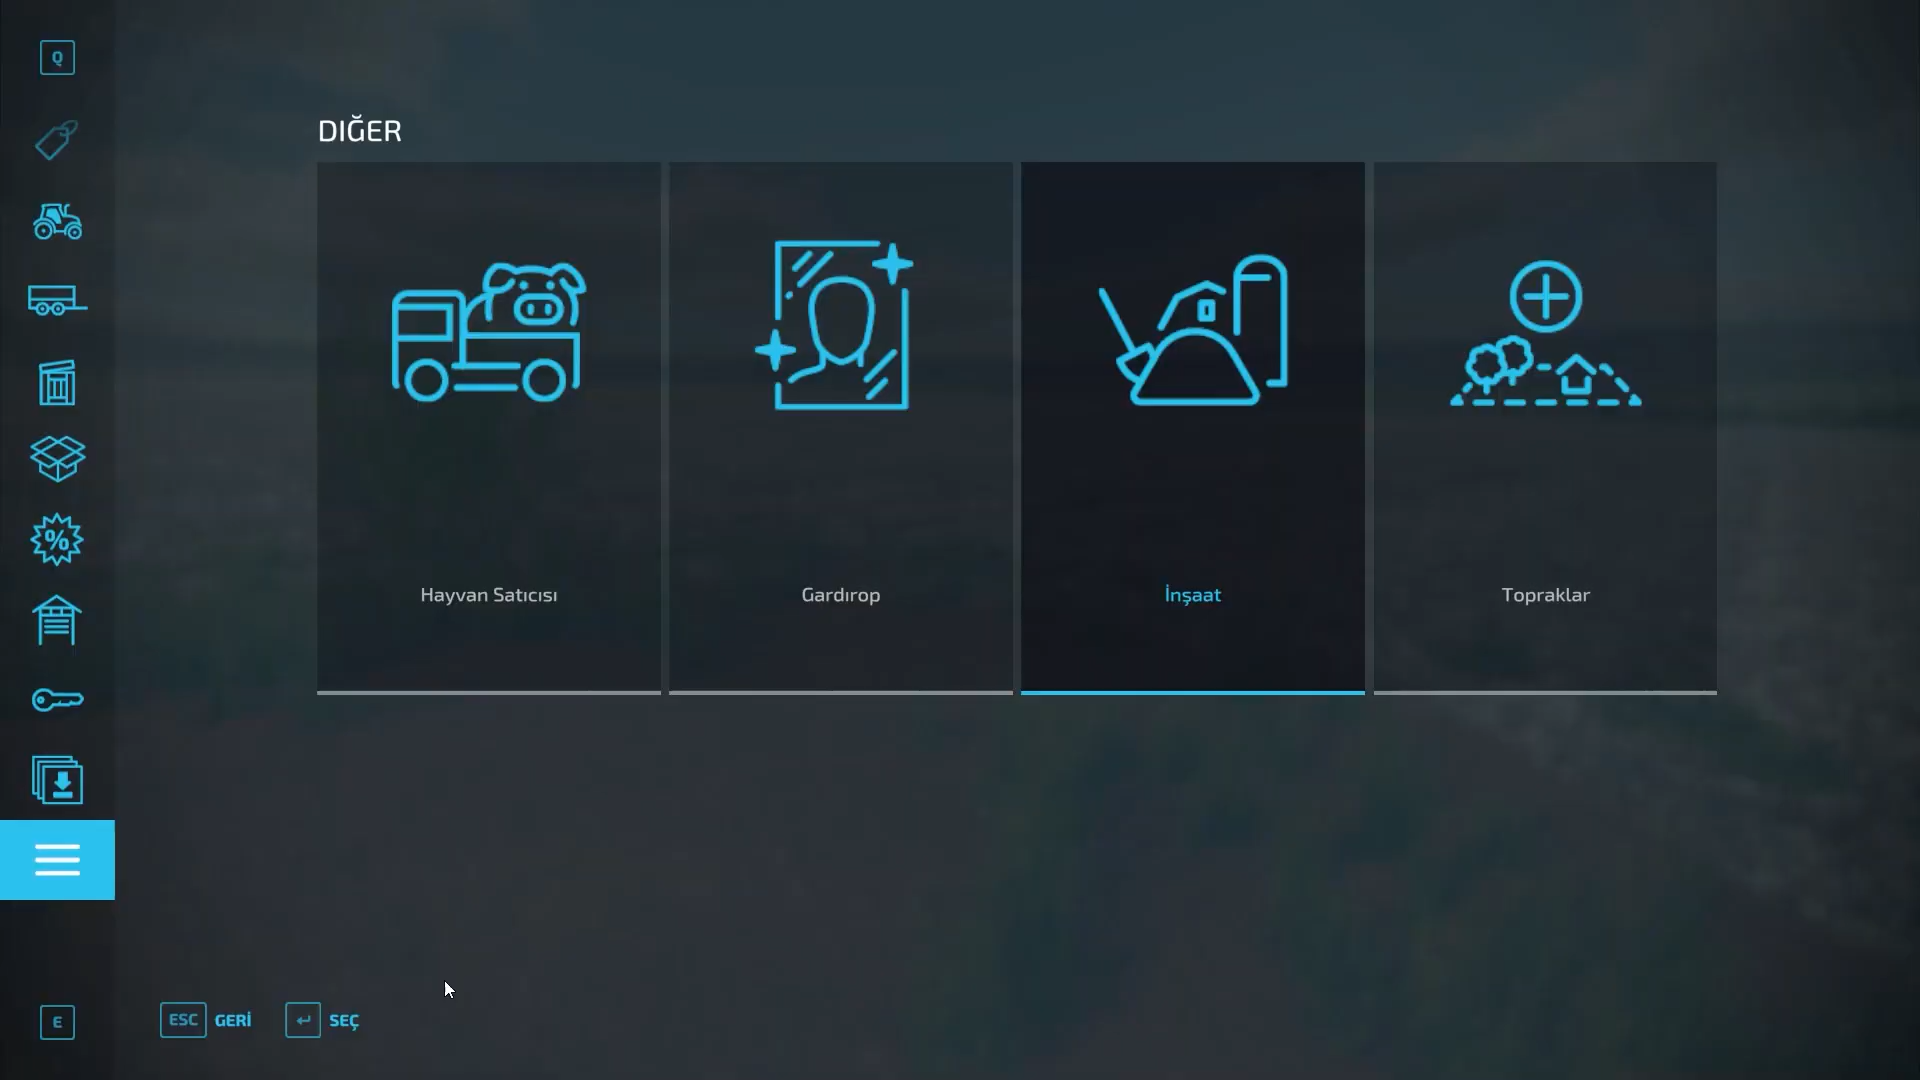 Q
DIĞER
Hayvan Satıcısı
Gardırop
İnşaat
Topraklar
%
E
ESC GERİ ↵ SEÇ